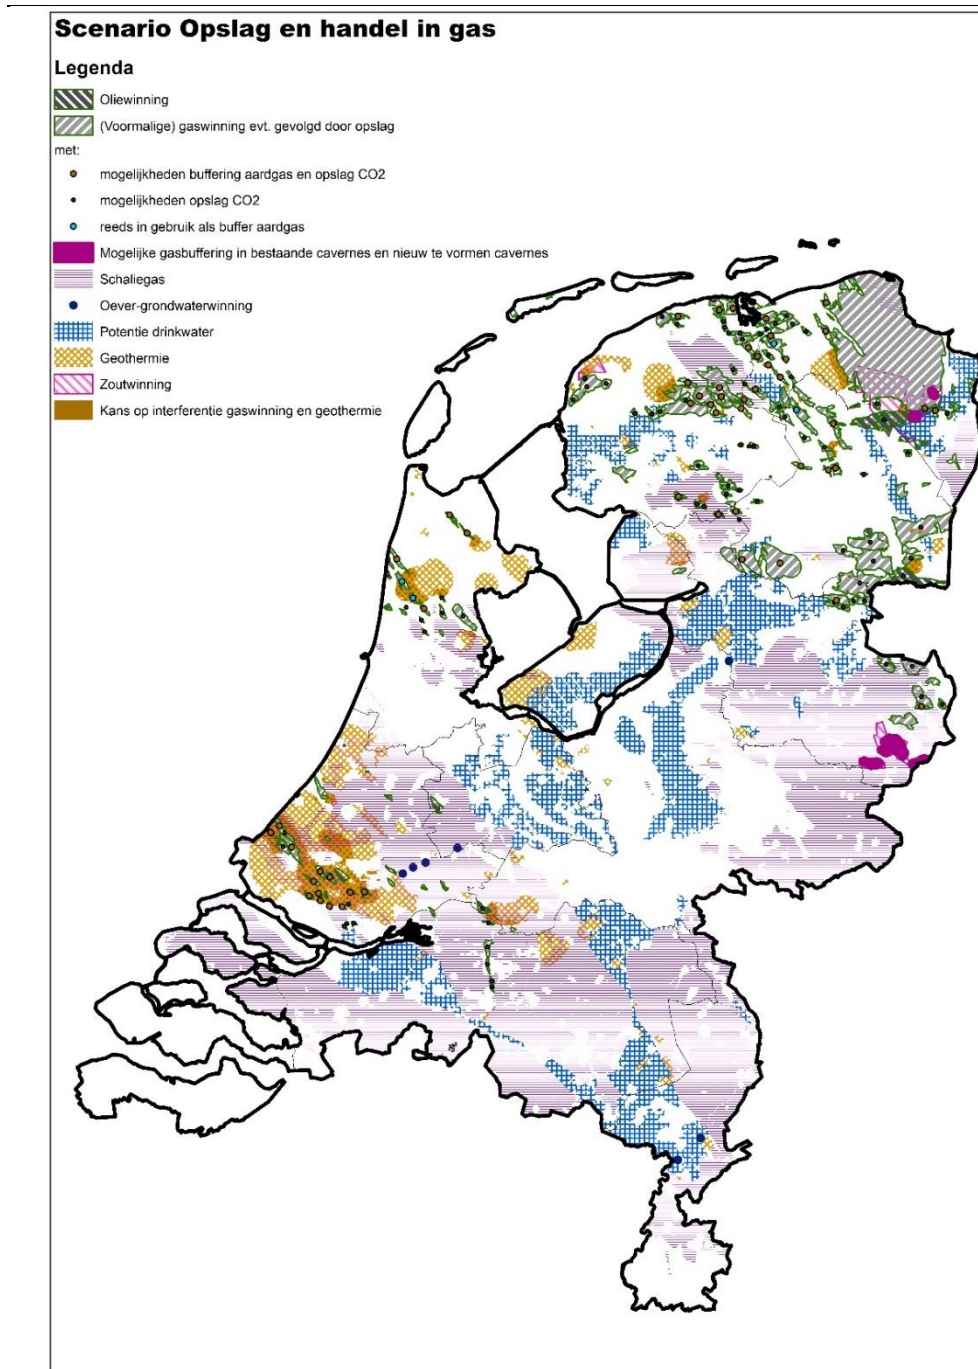 Scenario Opslag en handel in gas
Legenda
Oliewinning
(Voormalige) gaswinning evt. gevolgd door opslag
met:
mogelijkheden buffering aardgas en opslag CO2
mogelijkheden opslag CO2
reeds in gebruik als buffer aardgas
Mogelijke gasbuffering in bestaande cavernes en nieuw te vormen cavernes
Schaliegas
Oever-grondwaterwinning
Potentie drinkwater
Geothermie
Zoutwinning
Kans op interferentie gaswinning en geothermie